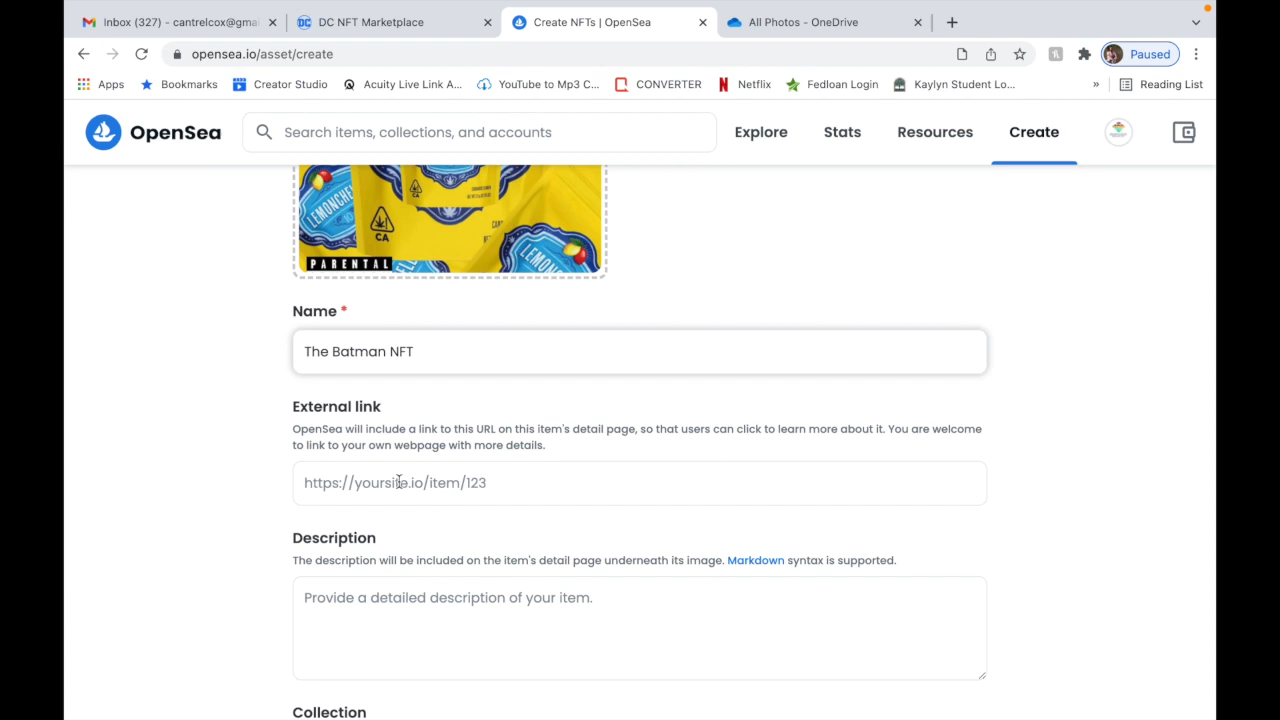 Inbox (327) - cantrelcox@gmai
DC NFT Marketplace
Create NFTs | OpenSea
All Photos - OneDrive
opensea.io/asset/create
Paused
Apps
Bookmarks
Creator Studio
Acuity Live Link A...
YouTube to Mp3 C...
CONVERTER
Netflix
Fedloan Login
Kaylyn Student Lo...
»
Reading List
OpenSea
Search items, collections, and accounts
Explore
Stats
Resources
Create
LEMONCHE
CA
PARENTAL
LEMON
Name *
The Batman NFT
External link
OpenSea will include a link to this URL on this item's detail page, so that users can click to learn more about it. You are welcome
to link to your own webpage with more details.
https://yoursite.io/item/123
Description
The description will be included on the item's detail page underneath its image. Markdown syntax is supported.
Provide a detailed description of your item.
Collection